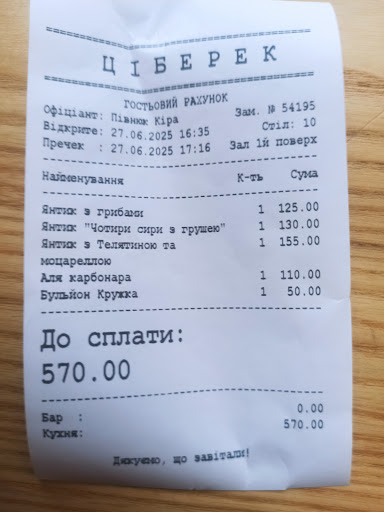 ЦІБЕРЕК
ГОСТЬОВИЙ РАХУНОК
Офіціант: Півнюк Кіра Зам. № 54195
Відкрите: 27.06.2025 16:35 Стіл: 10
Пречек : 27.06.2025 17:16 Зал 1й поверх
Найменування К-ть Сума
Янтик з грибами 1 125.00
Янтик "Чотири сири з грушею" 1 130.00
Янтик з Телятиною та 1 155.00
моцареллою
Аля карбонара 1 110.00
Бульйон Кружка 1 50.00
До сплати:
570.00
Бар : 0.00
Кухня: 570.00
Дякуємо, що завітали!